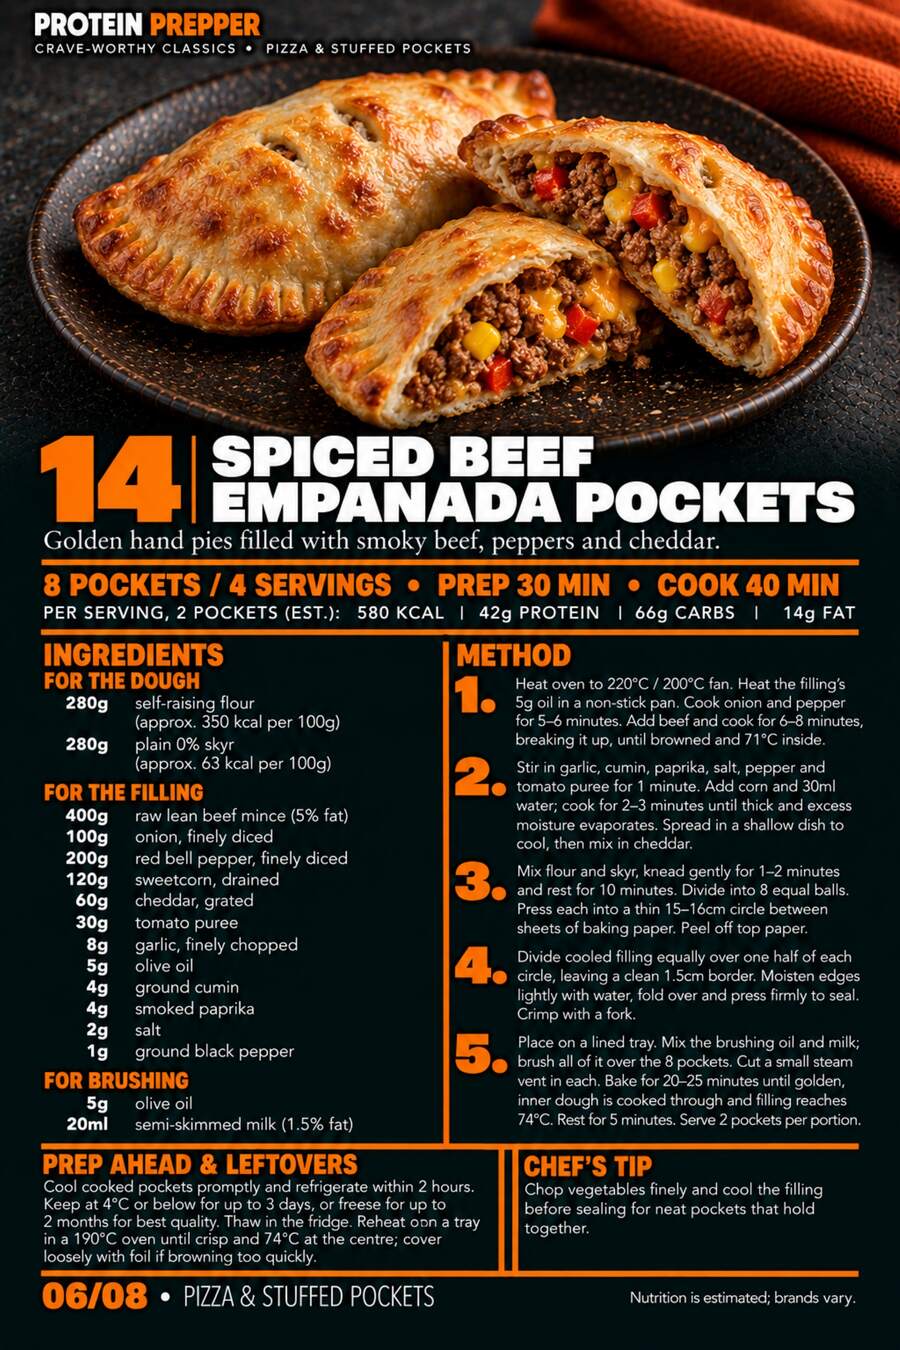 PROTEIN PREPPER
CRAVE-WORTHY CLASSICS • PIZZA & STUFFED POCKETS
14
SPICED BEEF
EMPANADA POCKETS
Golden hand pies filled with smoky beef, peppers and cheddar.
8 POCKETS / 4 SERVINGS • PREP 30 MIN • COOK 40 MIN
PER SERVING, 2 POCKETS (EST.): 580 KCAL | 42g PROTEIN | 66g CARBS | 14g FAT
INGREDIENTS
FOR THE DOUGH
280g self-raising flour
(approx. 350 kcal per 100g)
280g plain 0% skyr
(approx. 63 kcal per 100g)
FOR THE FILLING
400g raw lean beef mince (5% fat)
100g onion, finely diced
200g red bell pepper, finely diced
120g sweetcorn, drained
60g cheddar, grated
30g tomato puree
8g garlic, finely chopped
5g olive oil
4g ground cumin
4g smoked paprika
2g salt
1g ground black pepper
FOR BRUSHING
5g olive oil
20ml semi-skimmed milk (1.5% fat)
METHOD
1. Heat oven to 220°C / 200°C fan. Heat the filling's
5g oil in a non-stick pan. Cook onion and pepper
for 5–6 minutes. Add beef and cook for 6–8 minutes,
breaking it up, until browned and 71°C inside.
2. Stir in garlic, cumin, paprika, salt, pepper and
tomato puree for 1 minute. Add corn and 30ml
water; cook for 2–3 minutes until thick and excess
moisture evaporates. Spread in a shallow dish to
cool, then mix in cheddar.
3. Mix flour and skyr, knead gently for 1–2 minutes
and rest for 10 minutes. Divide into 8 equal balls.
Press each into a thin 15–16cm circle between
sheets of baking paper. Peel off top paper.
4. Divide cooled filling equally over one half of each
circle, leaving a clean 1.5cm border. Moisten edges
lightly with water, fold over and press firmly to seal.
Crimp with a fork.
5. Place on a lined tray. Mix the brushing oil and milk;
brush all of it over the 8 pockets. Cut a small steam
vent in each. Bake for 20–25 minutes until golden,
inner dough is cooked through and filling reaches
74°C. Rest for 5 minutes. Serve 2 pockets per portion.
PREP AHEAD & LEFTOVERS
Cool cooked pockets promptly and refrigerate within 2 hours.
Keep at 4°C or below for up to 3 days, or freese for up to
2 months for best quality. Thaw in the fridge. Reheat oon a tray
in a 190°C oven until crisp and 74°C at the centre; cover
loosely with foil if browning too quickly.
CHEF'S TIP
Chop vegetables finely and cool the filling
before sealing for neat pockets that hold
together.
06/08 • PIZZA & STUFFED POCKETS
Nutrition is estimated; brands vary.